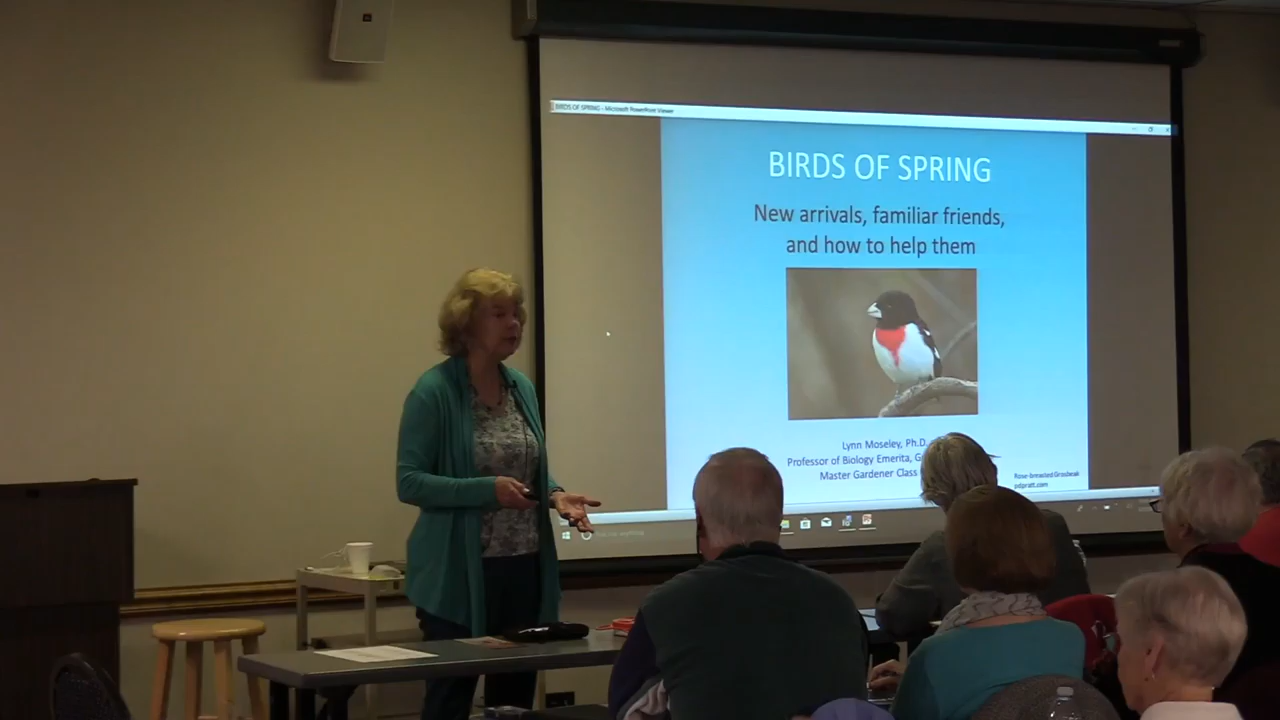 BIRDS OF SPRING - Microsoft PowerPoint Viewer
BIRDS OF SPRING
New arrivals, familiar friends,
and how to help them
Lynn Moseley, Ph.D.
Professor of Biology Emerita, G
Master Gardener Class
Rose-breasted Grosbeak
pdpratt.com